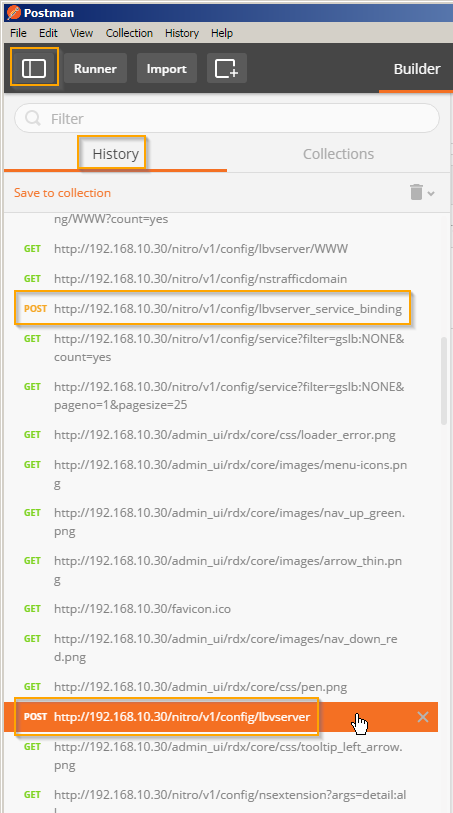 Postman
File Edit View Collection History Help
Runner Import Builder
Filter
History Collections
Save to collection
ng/WWW?count=yes
GET http://192.168.10.30/nitro/v1/config/lbvserver/WWW
GET http://192.168.10.30/nitro/v1/config/nstrafficdomain
POST http://192.168.10.30/nitro/v1/config/lbvserver_service_binding
GET http://192.168.10.30/nitro/v1/config/service?filter=gslb:NONE&
count=yes
GET http://192.168.10.30/nitro/v1/config/service?filter=gslb:NONE&
pageno=1&pagesize=25
GET http://192.168.10.30/admin_ui/rdx/core/css/loader_error.png
GET http://192.168.10.30/admin_ui/rdx/core/images/menu-icons.pn
g
GET http://192.168.10.30/admin_ui/rdx/core/images/nav_up_green.
png
GET http://192.168.10.30/admin_ui/rdx/core/images/arrow_thin.pn
g
GET http://192.168.10.30/favicon.ico
GET http://192.168.10.30/admin_ui/rdx/core/images/nav_down_re
d.png
GET http://192.168.10.30/admin_ui/rdx/core/css/pen.png
POST http://192.168.10.30/nitro/v1/config/lbvserver
GET http://192.168.10.30/admin_ui/rdx/core/css/tooltip_left_arrow.
png
GET http://192.168.10.30/nitro/v1/config/nsextension?args=detail:al